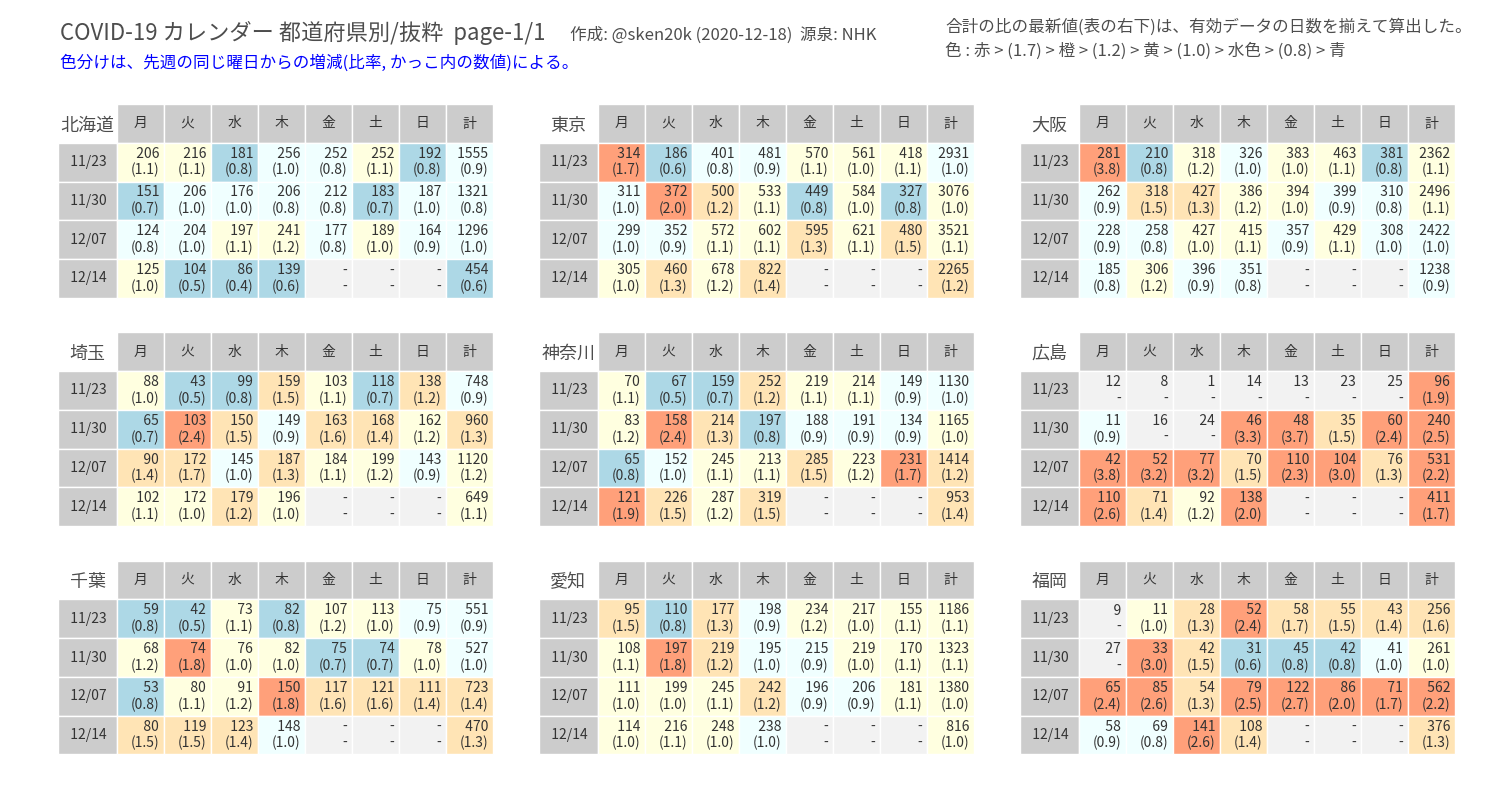 COVID-19 カレンダー 都道府県別/抜粋 page-1/1 作成: @sken20k (2020-12-18) 源泉: NHK
色分けは、先週の同じ曜日からの増減(比率, かっこ内の数値)による。
合計の比の最新値(表の右下)は、有効データの日数を揃えて算出した。
色 : 赤 > (1.7) > 橙 > (1.2) > 黄 > (1.0) > 水色 > (0.8) > 青
北海道 月 火 水 木 金 土 日 計
11/23 206 216 181 256 252 252 192 1555
(1.1) (1.1) (0.8) (1.0) (0.8) (1.1) (0.8) (0.9)
11/30 151 206 176 206 212 183 187 1321
(0.7) (1.0) (1.0) (0.8) (0.8) (0.7) (1.0) (0.8)
12/07 124 204 197 241 177 189 164 1296
(0.8) (1.0) (1.1) (1.2) (0.8) (1.0) (0.9) (1.0)
12/14 125 104 86 139 - - - 454
(1.0) (0.5) (0.4) (0.6) - - - (0.6)
東京 月 火 水 木 金 土 日 計
11/23 314 186 401 481 570 561 418 2931
(1.7) (0.6) (0.8) (0.9) (1.1) (1.0) (1.1) (1.0)
11/30 311 372 500 533 449 584 327 3076
(1.0) (2.0) (1.2) (1.1) (0.8) (1.0) (0.8) (1.0)
12/07 299 352 572 602 595 621 480 3521
(1.0) (0.9) (1.1) (1.1) (1.3) (1.1) (1.5) (1.1)
12/14 305 460 678 822 - - - 2265
(1.0) (1.3) (1.2) (1.4) - - - (1.2)
大阪 月 火 水 木 金 土 日 計
11/23 281 210 318 326 383 463 381 2362
(3.8) (0.8) (1.2) (1.0) (1.0) (1.1) (0.8) (1.1)
11/30 262 318 427 386 394 399 310 2496
(0.9) (1.5) (1.3) (1.2) (1.0) (0.9) (0.8) (1.1)
12/07 228 258 427 415 357 429 308 2422
(0.9) (0.8) (1.0) (1.1) (0.9) (1.1) (1.0) (1.0)
12/14 185 306 396 351 - - - 1238
(0.8) (1.2) (0.9) (0.8) - - - (0.9)
埼玉 月 火 水 木 金 土 日 計
11/23 88 43 99 159 103 118 138 748
(1.0) (0.5) (0.8) (1.5) (1.1) (0.7) (1.2) (0.9)
11/30 65 103 150 149 163 168 162 960
(0.7) (2.4) (1.5) (0.9) (1.6) (1.4) (1.2) (1.3)
12/07 90 172 145 187 184 199 143 1120
(1.4) (1.7) (1.0) (1.3) (1.1) (1.2) (0.9) (1.2)
12/14 102 172 179 196 - - - 649
(1.1) (1.0) (1.2) (1.0) - - - (1.1)
神奈川 月 火 水 木 金 土 日 計
11/23 70 67 159 252 219 214 149 1130
(1.1) (0.5) (0.7) (1.2) (1.1) (1.1) (0.9) (1.0)
11/30 83 158 214 197 188 191 134 1165
(1.2) (2.4) (1.3) (0.8) (0.9) (0.9) (0.9) (1.0)
12/07 65 152 245 213 285 223 231 1414
(0.8) (1.0) (1.1) (1.1) (1.5) (1.2) (1.7) (1.2)
12/14 121 226 287 319 - - - 953
(1.9) (1.5) (1.2) (1.5) - - - (1.4)
広島 月 火 水 木 金 土 日 計
11/23 12 8 1 14 13 23 25 96
- - - - - - - (1.9)
11/30 11 16 24 46 48 35 60 240
(0.9) - - (3.3) (3.7) (1.5) (2.4) (2.5)
12/07 42 52 77 70 110 104 76 531
(3.8) (3.2) (3.2) (1.5) (2.3) (3.0) (1.3) (2.2)
12/14 110 71 92 138 - - - 411
(2.6) (1.4) (1.2) (2.0) - - - (1.7)
千葉 月 火 水 木 金 土 日 計
11/23 59 42 73 82 107 113 75 551
(0.8) (0.5) (1.1) (0.8) (1.2) (1.0) (0.9) (0.9)
11/30 68 74 76 82 75 74 78 527
(1.2) (1.8) (1.0) (1.0) (0.7) (0.7) (1.0) (1.0)
12/07 53 80 91 150 117 121 111 723
(0.8) (1.1) (1.2) (1.8) (1.6) (1.6) (1.4) (1.4)
12/14 80 119 123 148 - - - 470
(1.5) (1.5) (1.4) (1.0) - - - (1.3)
愛知 月 火 水 木 金 土 日 計
11/23 95 110 177 198 234 217 155 1186
(1.5) (0.8) (1.3) (0.9) (1.2) (1.0) (1.1) (1.1)
11/30 108 197 219 195 215 219 170 1323
(1.1) (1.8) (1.2) (1.0) (0.9) (1.0) (1.1) (1.1)
12/07 111 199 245 242 196 206 181 1380
(1.0) (1.0) (1.1) (1.2) (0.9) (0.9) (1.1) (1.0)
12/14 114 216 248 238 - - - 816
(1.0) (1.1) (1.0) (1.0) - - - (1.0)
福岡 月 火 水 木 金 土 日 計
11/23 9 11 28 52 58 55 43 256
- (1.0) (1.3) (2.4) (1.7) (1.5) (1.4) (1.6)
11/30 27 33 42 31 45 42 41 261
- (3.0) (1.5) (0.6) (0.8) (0.8) (1.0) (1.0)
12/07 65 85 54 79 122 86 71 562
(2.4) (2.6) (1.3) (2.5) (2.7) (2.0) (1.7) (2.2)
12/14 58 69 141 108 - - - 376
(0.9) (0.8) (2.6) (1.4) - - - (1.3)